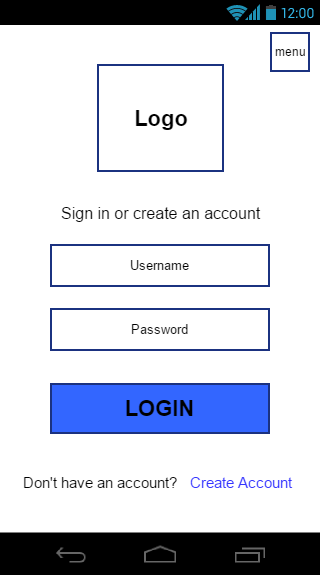 12:00
menu
Logo
Sign in or create an account
Username
Password
LOGIN
Don't have an account? Create Account